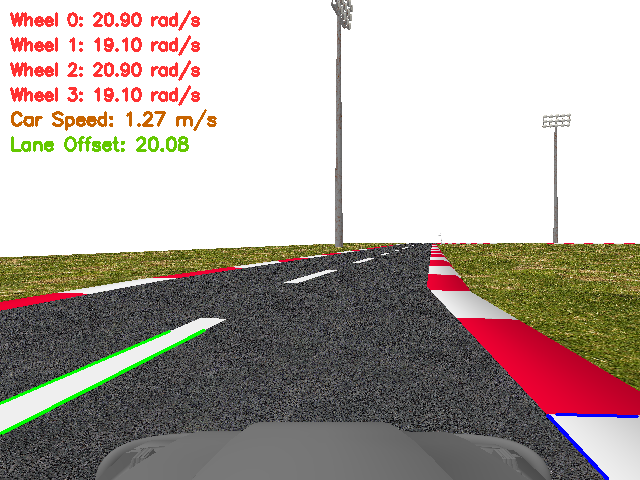 Wheel 0: 20.90 rad/s
Wheel 1: 19.10 rad/s
Wheel 2: 20.90 rad/s
Wheel 3: 19.10 rad/s
Car Speed: 1.27 m/s
Lane Offset: 20.08